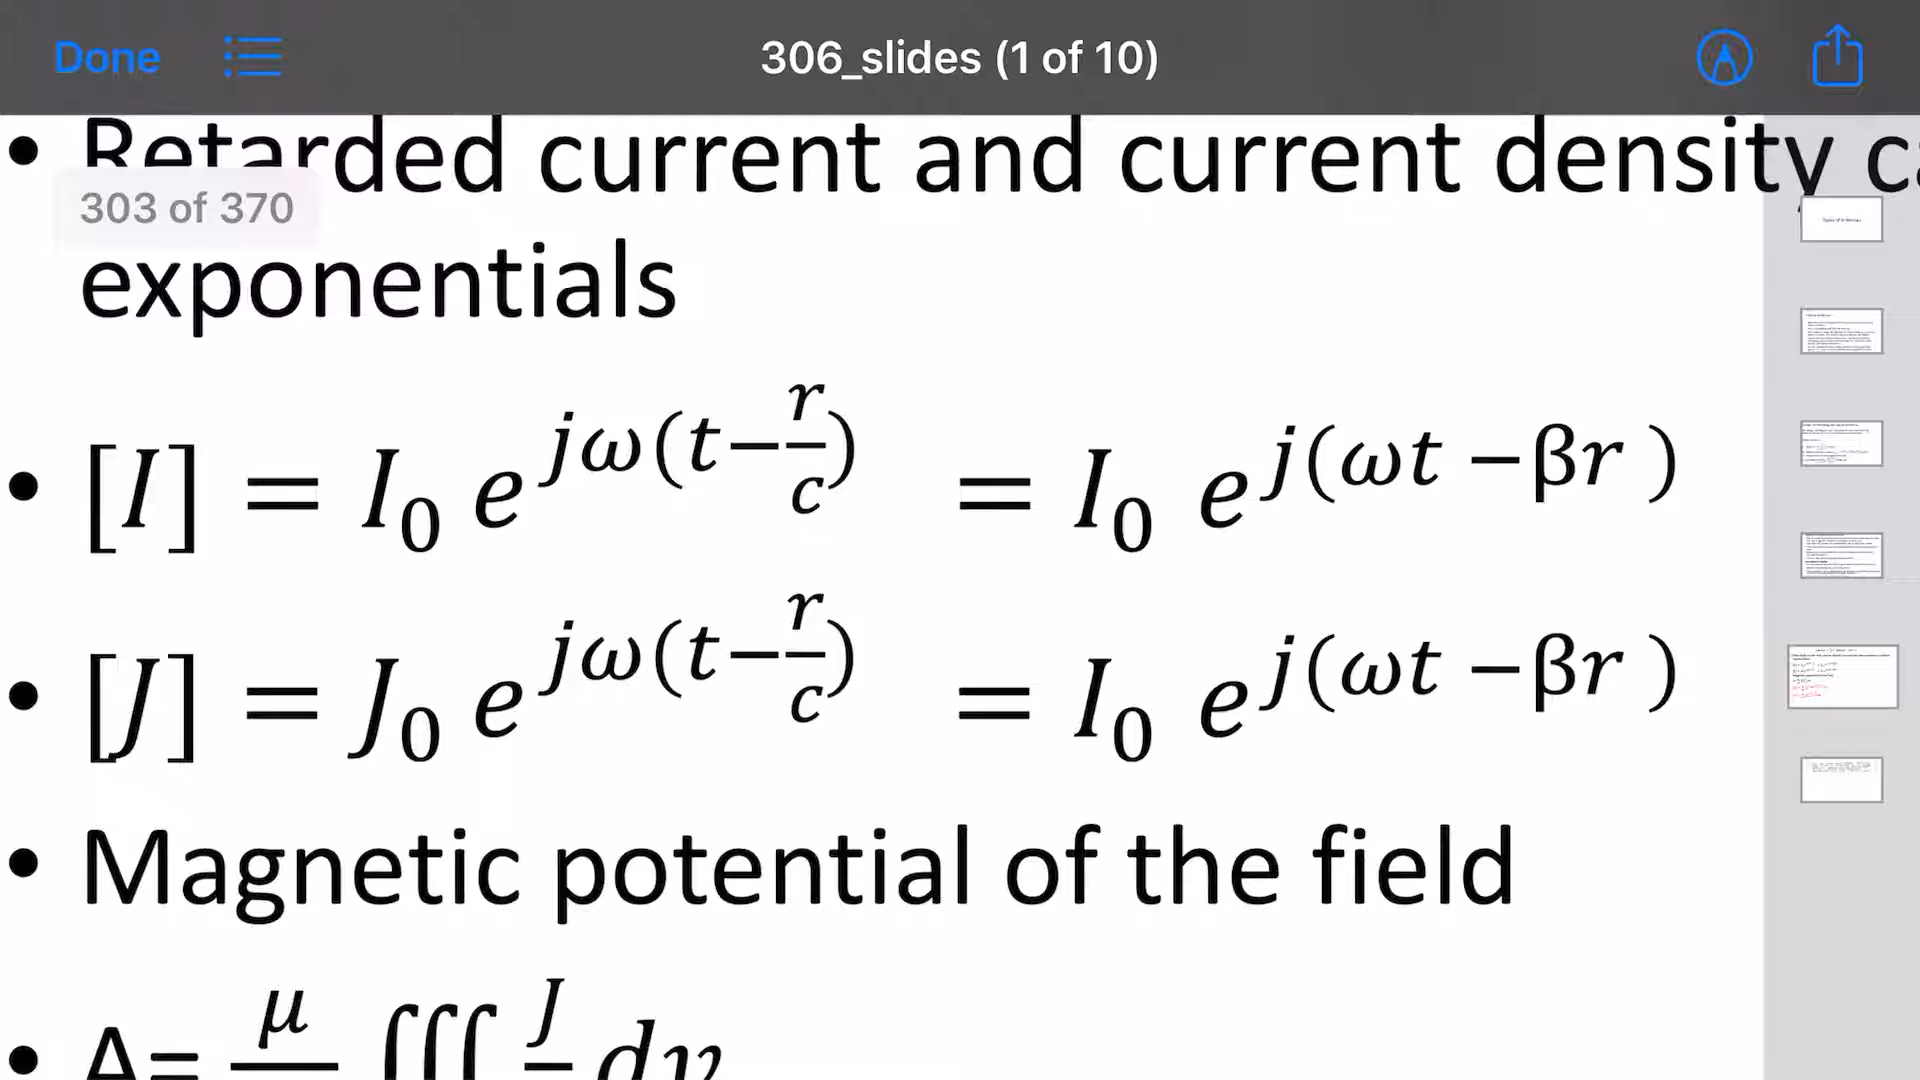 Done
306_slides (1 of 10)
• Retarded current and current density
303 of 370
exponentials
• [I] = I₀ e^{jω(t−r/c)} = I₀ e^{j(ωt −βr )}
• [J] = J₀ e^{jω(t−r/c)} = I₀ e^{j(ωt −βr )}
• Magnetic potential of the field
• A= μ ∭ J dv